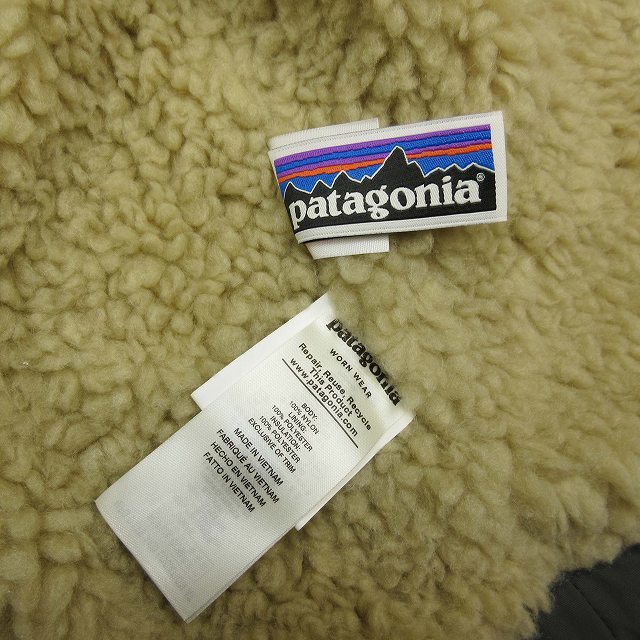 patagonia®
patagonia
WORN WEAR
Repair, Reuse, Recycle
This Product
www.patagonia.com
BODY:
100% NYLON
LINING:
100% POLYESTER
INSULATION:
100% POLYESTER
EXCLUSIVE OF TRIM
MADE IN VIETNAM
FABRIQUÉ AU VIETNAM
HECHO EN VIETNAM
FATTO IN VIETNAM